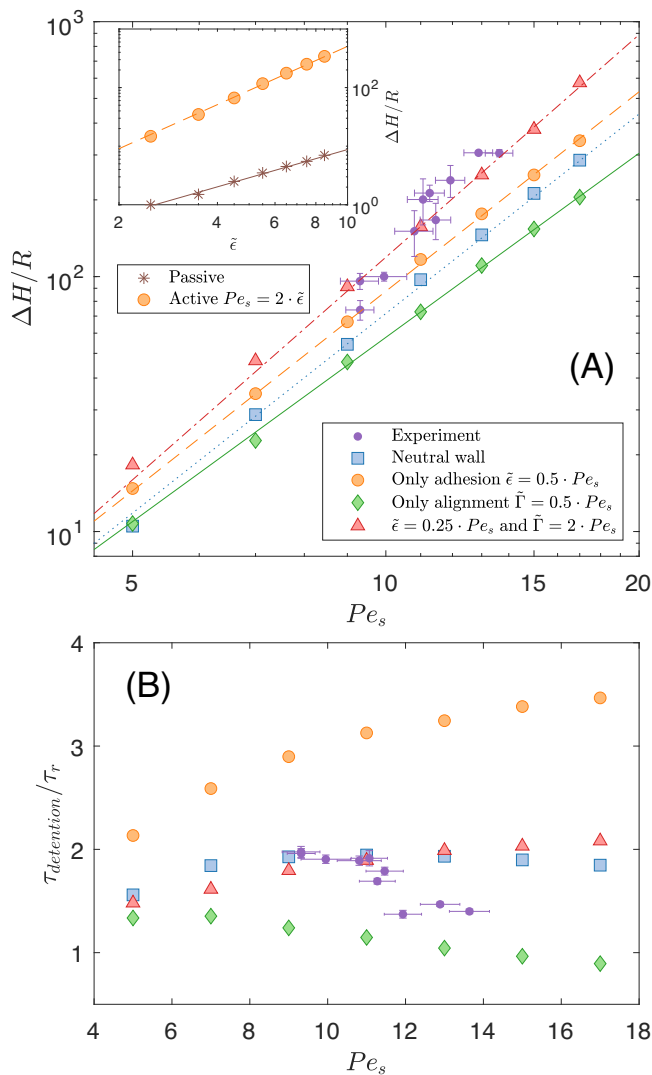 10^3
10^2
10^1
ΔH/R
10^2
10^0
ΔH/R
2
4
6
8
10
ϵ̃
Passive
Active Pe_s = 2 · ϵ̃
(A)
Experiment
Neutral wall
Only adhesion ϵ̃ = 0.5 · Pe_s
Only alignment Γ̃ = 0.5 · Pe_s
ϵ̃ = 0.25 · Pe_s and Γ̃ = 2 · Pe_s
5
10
15
20
Pe_s
4
3
2
1
τ_detention/τ_r
(B)
4
6
8
10
12
14
16
18
Pe_s